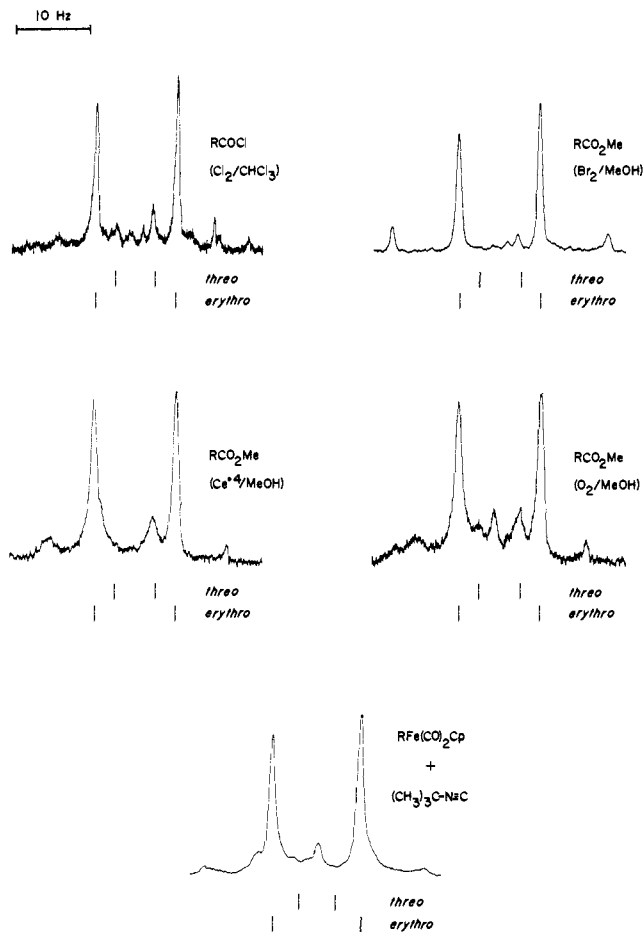 10 Hz
RCOCl
(Cl2/CHCl3)
threo
erythro
RCO2Me
(Br2/MeOH)
threo
erythro
RCO2Me
(Ce+4/MeOH)
threo
erythro
RCO2Me
(O2/MeOH)
threo
erythro
RFe(CO)2Cp
+
(CH3)3C-N≡C
threo
erythro